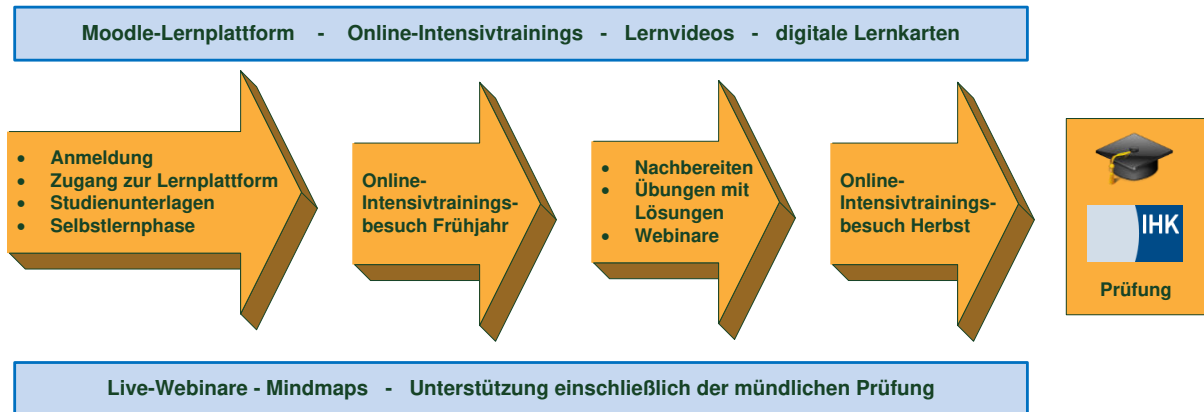 Moodle-Lernplattform - Online-Intensivtrainings - Lernvideos - digitale Lernkarten
• Anmeldung
• Zugang zur Lernplattform
• Studienunterlagen
• Selbstlernphase
Online-
Intensivtrainings-
besuch Frühjahr
• Nachbereiten
• Übungen mit
Lösungen
• Webinare
Online-
Intensivtrainings-
besuch Herbst
IHK
Prüfung
Live-Webinare - Mindmaps - Unterstützung einschließlich der mündlichen Prüfung